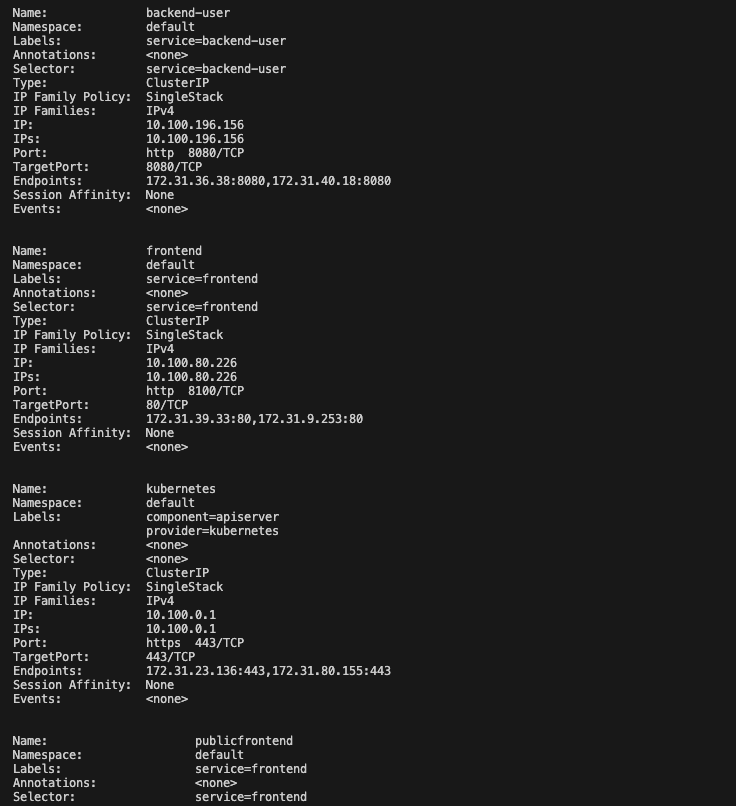 Name: backend-user
Namespace: default
Labels: service=backend-user
Annotations: <none>
Selector: service=backend-user
Type: ClusterIP
IP Family Policy: SingleStack
IP Families: IPv4
IP: 10.100.196.156
IPs: 10.100.196.156
Port: http 8080/TCP
TargetPort: 8080/TCP
Endpoints: 172.31.36.38:8080,172.31.40.18:8080
Session Affinity: None
Events: <none>
Name: frontend
Namespace: default
Labels: service=frontend
Annotations: <none>
Selector: service=frontend
Type: ClusterIP
IP Family Policy: SingleStack
IP Families: IPv4
IP: 10.100.80.226
IPs: 10.100.80.226
Port: http 8100/TCP
TargetPort: 80/TCP
Endpoints: 172.31.39.33:80,172.31.9.253:80
Session Affinity: None
Events: <none>
Name: kubernetes
Namespace: default
Labels: component=apiserver
provider=kubernetes
Annotations: <none>
Selector: <none>
Type: ClusterIP
IP Family Policy: SingleStack
IP Families: IPv4
IP: 10.100.0.1
IPs: 10.100.0.1
Port: https 443/TCP
TargetPort: 443/TCP
Endpoints: 172.31.23.136:443,172.31.80.155:443
Session Affinity: None
Events: <none>
Name: publicfrontend
Namespace: default
Labels: service=frontend
Annotations: <none>
Selector: service=frontend